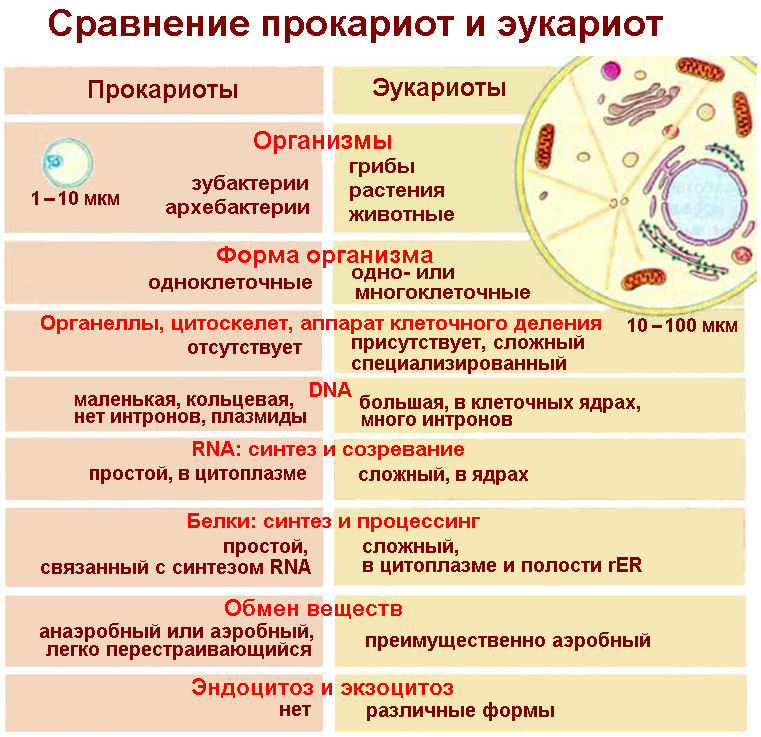 Сравнение прокариот и эукариот
Прокариоты
Эукариоты
Организмы
1 – 10 мкм
зубактерии
архебактерии
грибы
растения
животные
Форма организма
одноклеточные
одно- или
многоклеточные
Органеллы, цитоскелет, аппарат клеточного деления
10 – 100 мкм
отсутствует
присутствует, сложный
специализированный
DNA
маленькая, кольцевая,
нет интронов, плазмиды
большая, в клеточных ядрах,
много интронов
RNA: синтез и созревание
простой, в цитоплазме
сложный, в ядрах
Белки: синтез и процессинг
простой,
связанный с синтезом RNA
сложный,
в цитоплазме и полости rER
Обмен веществ
анаэробный или аэробный,
легко перестраивающийся
преимущественно аэробный
Эндоцитоз и экзоцитоз
нет
различные формы